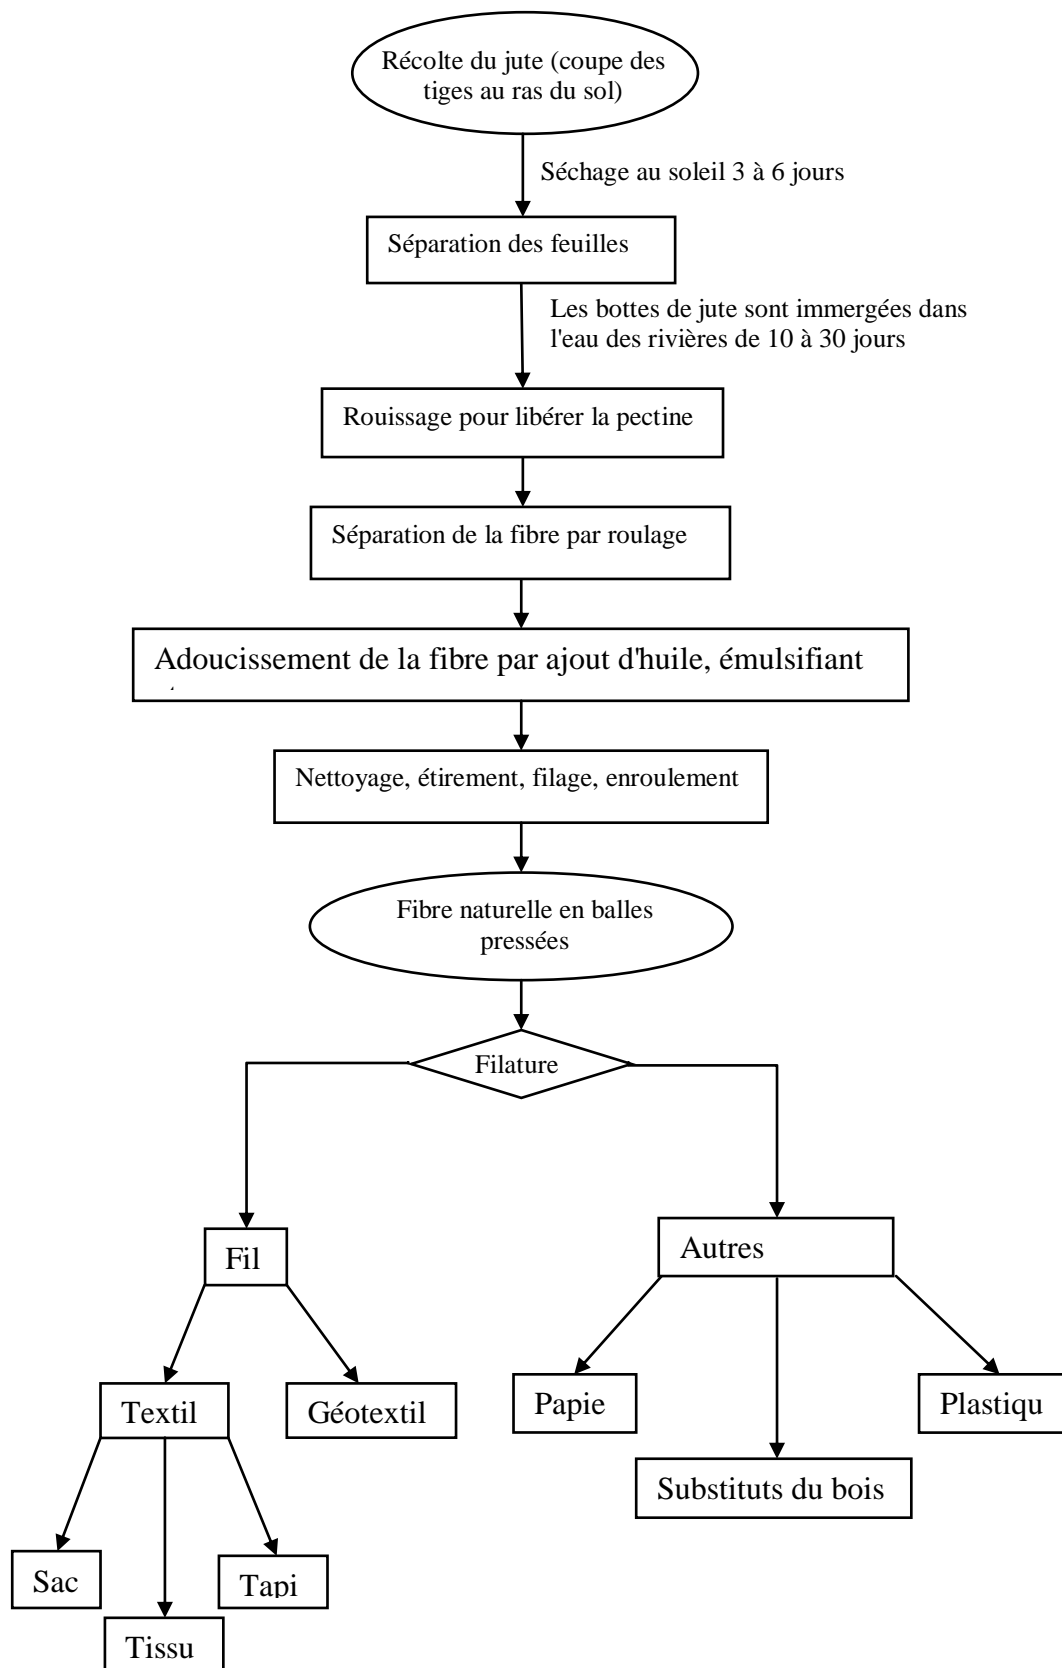 Récolte du jute (coupe des
tiges au ras du sol)
Séchage au soleil 3 à 6 jours
Séparation des feuilles
Les bottes de jute sont immergées dans
l'eau des rivières de 10 à 30 jours
Rouissage pour libérer la pectine
Séparation de la fibre par roulage
Adoucissement de la fibre par ajout d'huile, émulsifiant
Nettoyage, étirement, filage, enroulement
Fibre naturelle en balles
pressées
Filature
Fil
Autres
Textil
Géotextil
Papie
Plastiqu
Substituts du bois
Sac
Tapi
Tissu